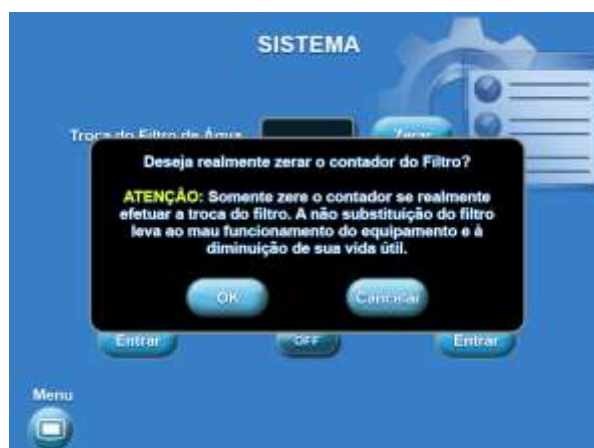 SISTEMA
Troca do Filtro de Água
Zerar
Deseja realmente zerar o contador do Filtro?
ATENÇÃO: Somente zere o contador se realmente
efetuar a troca do filtro. A não substituição do filtro
leva ao mau funcionamento do equipamento e à
diminuição de sua vida útil.
OK Cancelar
Entrar OFF Entrar
Menu